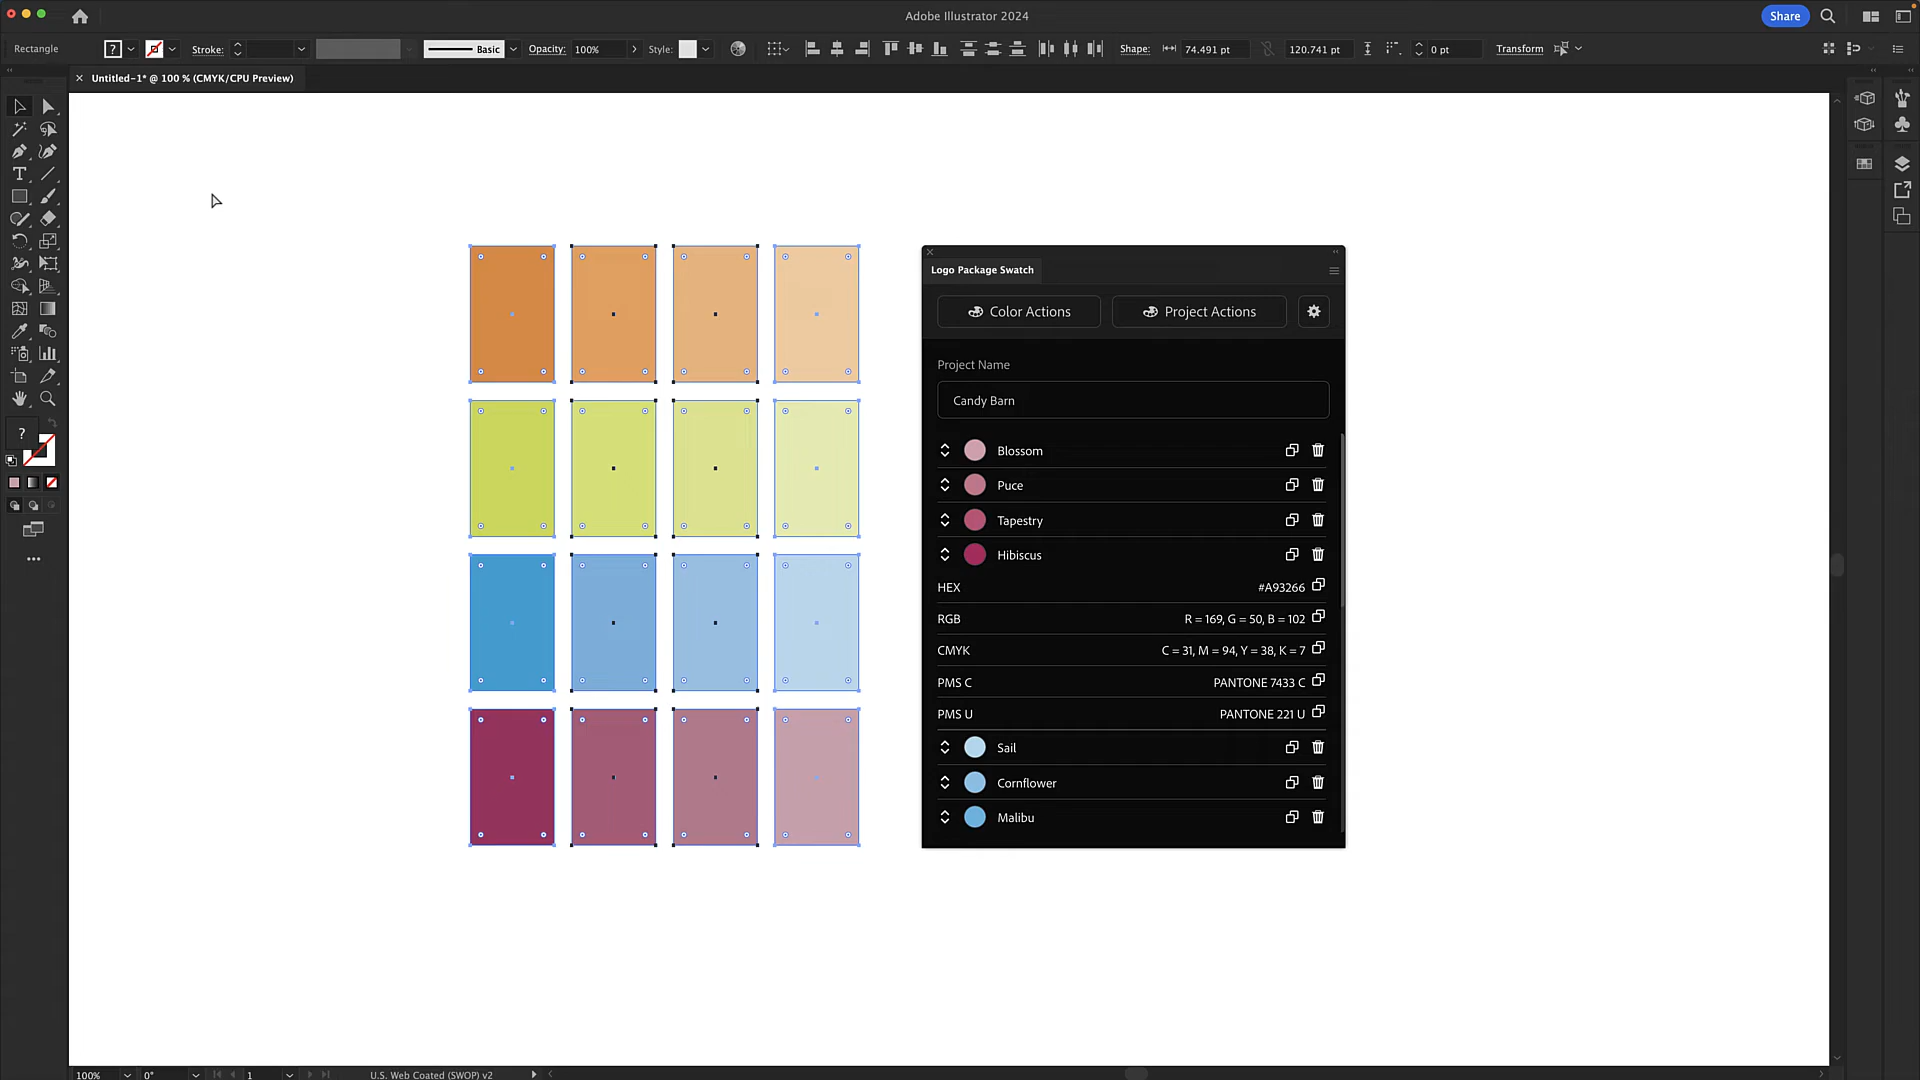 Adobe Illustrator 2024
Share
Rectangle
?
Stroke:
Basic
Opacity:
100%
Style:
Shape:
74.491 pt
120.741 pt
0 pt
Transform
Untitled-1* @ 100 % (CMYK/CPU Preview)
Logo Package Swatch
Color Actions
Project Actions
Project Name
Candy Barn
?
Blossom
Puce
Tapestry
Hibiscus
HEX #A93266
RGB R = 169, G = 50, B = 102
CMYK C = 31, M = 94, Y = 38, K = 7
PMS C PANTONE 7433 C
PMS U PANTONE 221 U
Sail
Cornflower
Malibu
100%
0°
1
U.S. Web Coated (SWOP) v2